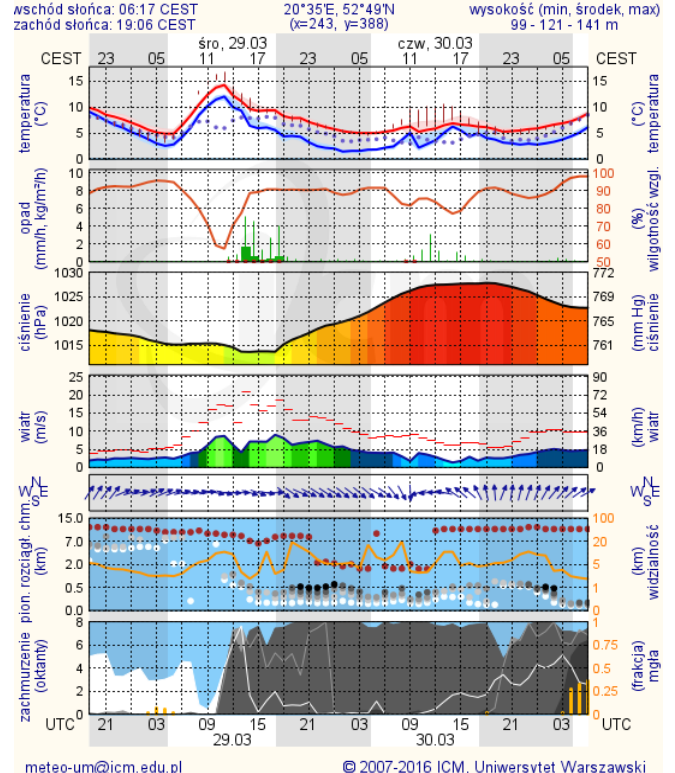 wschód słońca: 06:17 CEST 20°35'E, 52°49'N wysokość (min, środek, max)
zachód słońca: 19:06 CEST (x=243, y=388) 99 - 121 - 141 m
śro, 29.03 czw, 30.03
CEST 23 05 11 17 23 05 11 17 23 05 CEST
temperatura (°C) 15 10 5 0 15 10 5 0 (°C) temperatura
opad (mm/h, kg/m²/h) 10 8 6 4 2 0 100 90 80 70 60 50 (%) wilgotność wzgl.
ciśnienie (hPa) 1030 1025 1020 1015 772 769 765 761 (mm Hg) ciśnienie
wiatr (m/s) 25 20 15 10 5 0 90 72 54 36 18 0 (km/h) wiatr
N W E S N W E S
pion. rozciągł. chm. (km) 15.0 7.0 2.0 0.5 0.0 100 20 5 1 0 (km) widzialność
zachmurzenie (oktanty) 8 6 4 2 0 1 0.75 0.5 0.25 0 (frakcja) mgła
UTC 21 03 09 15 21 03 09 15 21 03 UTC
29.03 30.03
meteo-um@icm.edu.pl © 2007-2016 ICM, Uniwersytet Warszawski